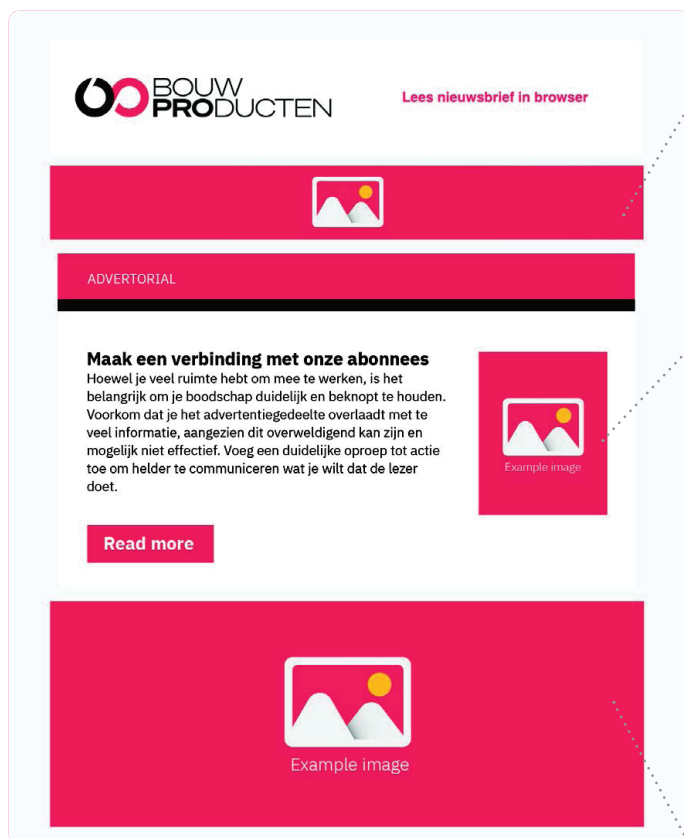 BOUW
PRODUCTEN
Lees nieuwsbrief in browser
ADVERTORIAL
Maak een verbinding met onze abonnees
Hoewel je veel ruimte hebt om mee te werken, is het
belangrijk om je boodschap duidelijk en beknopt te houden.
Voorkom dat je het advertentiegedeelte overlaadt met te
veel informatie, aangezien dit overweldigend kan zijn en
mogelijk niet effectief. Voeg een duidelijke oproep tot actie
toe om helder te communiceren wat je wilt dat de lezer
doet.
Example image
Read more
Example image